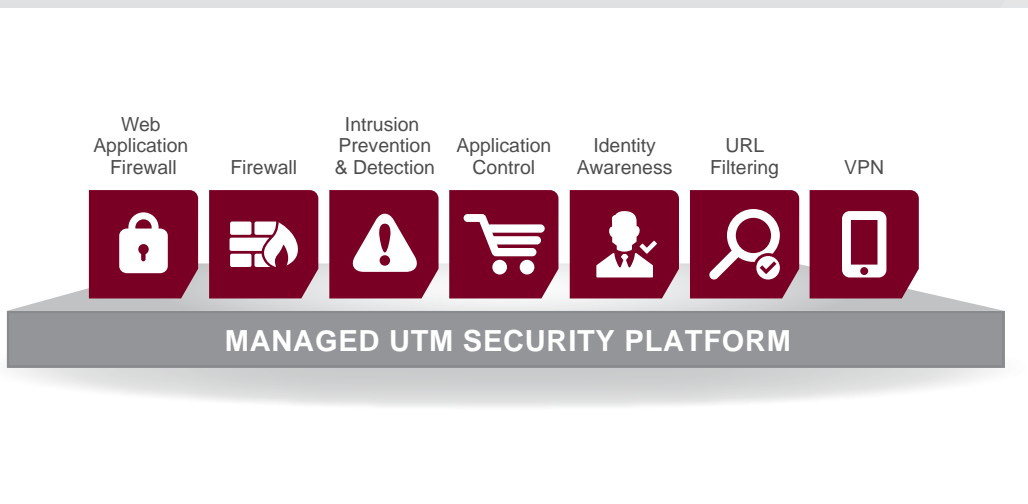 Web
Application
Firewall
Firewall
Intrusion
Prevention
& Detection
Application
Control
Identity
Awareness
URL
Filtering
VPN
MANAGED UTM SECURITY PLATFORM